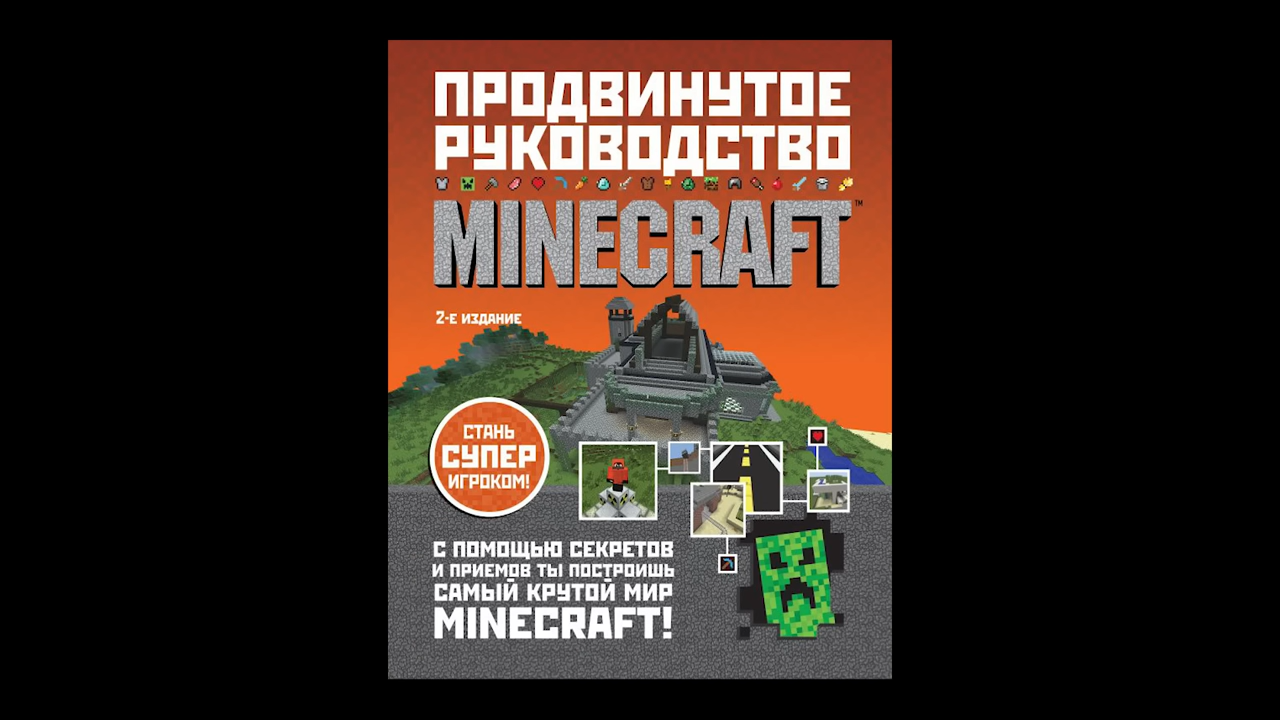 ПРОДВИНУТОЕ
РУКОВОДСТВО
MINECRAFT™
2-Е ИЗДАНИЕ
СТАНЬ
СУПЕР
ИГРОКОМ!
С ПОМОЩЬЮ СЕКРЕТОВ
И ПРИЕМОВ ТЫ ПОСТРОИШЬ
САМЫЙ КРУТОЙ МИР
MINECRAFT!